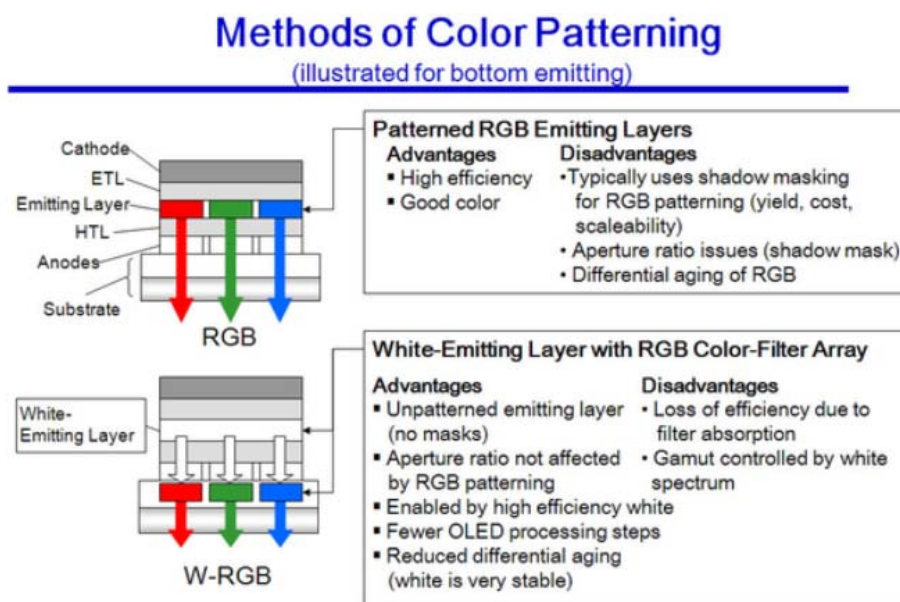 Methods of Color Patterning
(illustrated for bottom emitting)
Cathode
ETL
Emitting Layer
HTL
Anodes
Substrate
RGB
Patterned RGB Emitting Layers
Advantages
▪ High efficiency
▪ Good color
Disadvantages
•Typically uses shadow masking
for RGB patterning (yield, cost,
scaleability)
• Aperture ratio issues (shadow mask)
• Differential aging of RGB
White-
Emitting Layer
W-RGB
White-Emitting Layer with RGB Color-Filter Array
Advantages
▪ Unpatterned emitting layer
(no masks)
▪ Aperture ratio not affected
by RGB patterning
▪ Enabled by high efficiency white
▪ Fewer OLED processing steps
▪ Reduced differential aging
(white is very stable)
Disadvantages
• Loss of efficiency due to
filter absorption
• Gamut controlled by white
spectrum